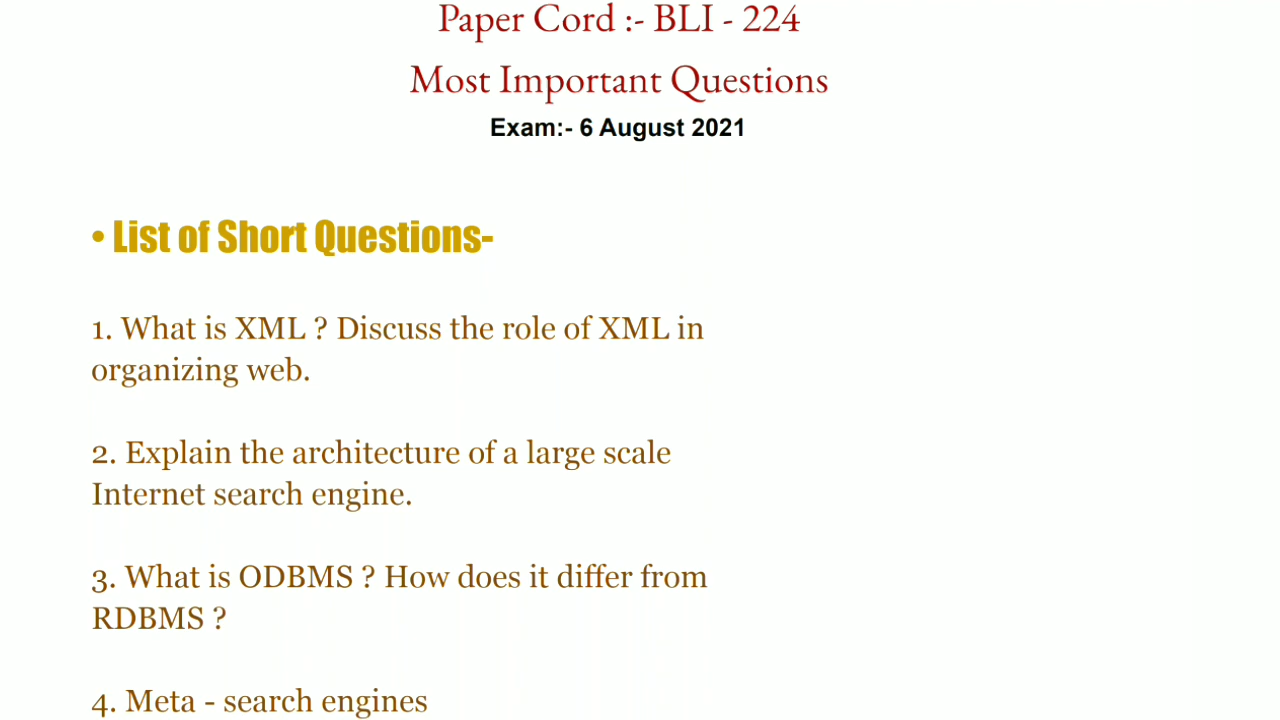 Paper Cord :- BLI - 224
Most Important Questions
Exam:- 6 August 2021
• List of Short Questions-
1. What is XML ? Discuss the role of XML in
organizing web.
2. Explain the architecture of a large scale
Internet search engine.
3. What is ODBMS ? How does it differ from
RDBMS ?
4. Meta - search engines